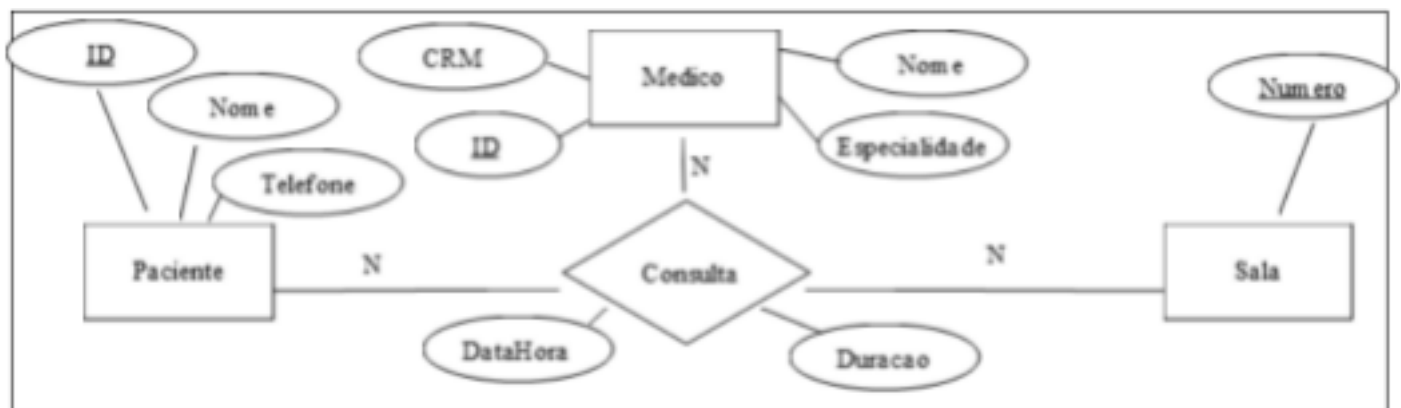 ID
CRM
Medico
Nome
Numero
Nome
ID
Especialidade
Telefone
N
Paciente
N
Consulta
N
Sala
DataHora
Duracao